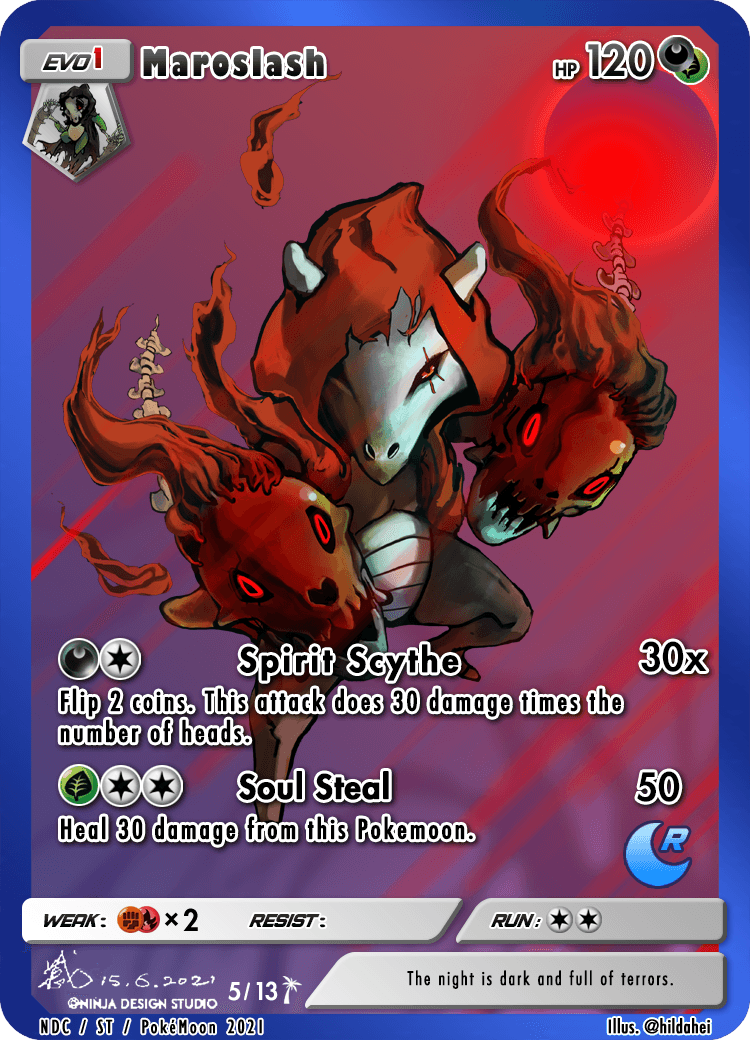 EVO1 Maroslash HP 120
Spirit Scythe 30x
Flip 2 coins. This attack does 30 damage times the
number of heads.
Soul Steal 50
Heal 30 damage from this Pokemoon.
R
WEAK: × 2 RESIST: RUN:
15.6.2021 5/13
©NINJA DESIGN STUDIO
The night is dark and full of terrors.
NDC / ST / PokéMoon 2021 Illus. @hildahei